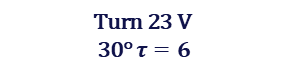 Turn 23 V
30° τ = 6